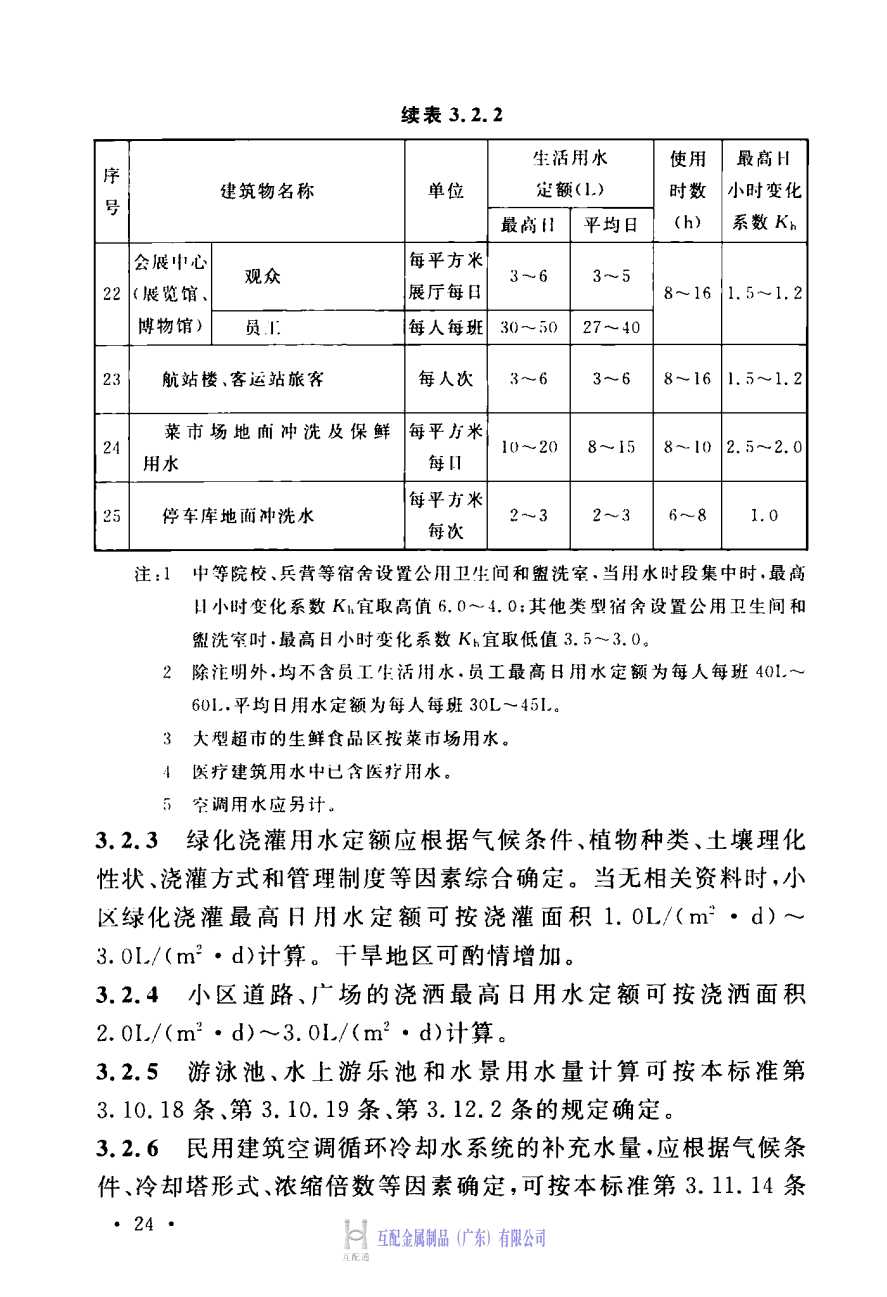 续表 3.2.2
序号 建筑物名称 单位 生活用水定额(L) 使用时数(h) 最高日小时变化系数 Kh
最高日 平均日
22 会展中心(展览馆、博物馆) 观众 每平方米展厅每日 3～6 3～5 8～16 1.5～1.2
员工 每人每班 30～50 27～40
23 航站楼、客运站旅客 每人次 3～6 3～6 8～16 1.5～1.2
24 菜市场地面冲洗及保鲜用水 每平方米每日 10～20 8～15 8～10 2.5～2.0
25 停车库地面冲洗水 每平方米每次 2～3 2～3 6～8 1.0
注:1 中等院校、兵营等宿舍设置公用卫生间和盥洗室,当用水时段集中时,最高
日小时变化系数 Kh宜取高值 6.0～4.0;其他类型宿舍设置公用卫生间和
盥洗室时,最高日小时变化系数 Kh宜取低值 3.5～3.0。
2 除注明外,均不含员工生活用水,员工最高日用水定额为每人每班 40L～
60L,平均日用水定额为每人每班 30L～45L。
3 大型超市的生鲜食品区按菜市场用水。
4 医疗建筑用水中已含医疗用水。
5 空调用水应另计。
3.2.3 绿化浇灌用水定额应根据气候条件、植物种类、土壤理化
性状、浇灌方式和管理制度等因素综合确定。当无相关资料时,小
区绿化浇灌最高日用水定额可按浇灌面积 1.0L/(m²·d)～
3.0L/(m²·d)计算。干旱地区可酌情增加。
3.2.4 小区道路、广场的浇洒最高日用水定额可按浇洒面积
2.0L/(m²·d)～3.0L/(m²·d)计算。
3.2.5 游泳池、水上游乐池和水景用水量计算可按本标准第
3.10.18 条、第 3.10.19 条、第 3.12.2 条的规定确定。
3.2.6 民用建筑空调循环冷却水系统的补充水量,应根据气候条
件、冷却塔形式、浓缩倍数等因素确定,可按本标准第 3.11.14 条
· 24 ·
互配通
互配金属制品（广东）有限公司